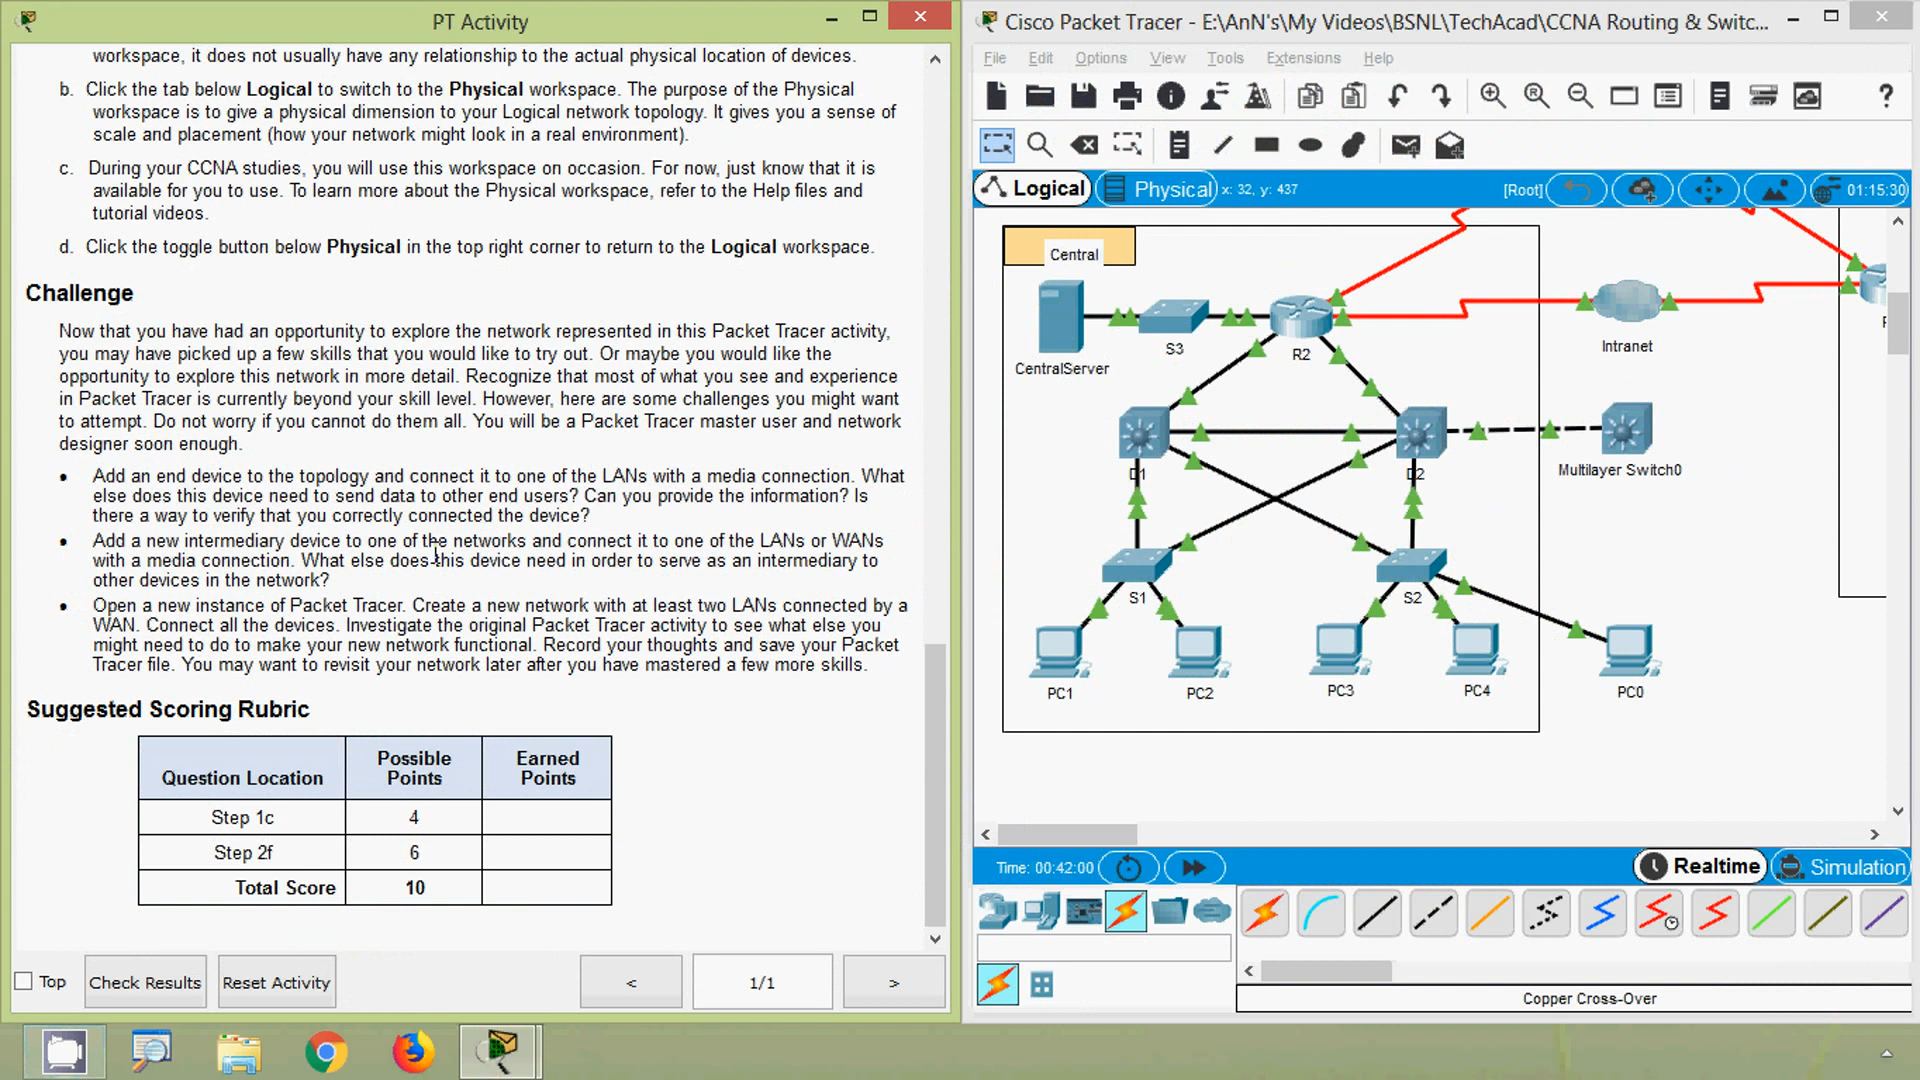 PT Activity
workspace, it does not usually have any relationship to the actual physical location of devices.
b. Click the tab below Logical to switch to the Physical workspace. The purpose of the Physical
workspace is to give a physical dimension to your Logical network topology. It gives you a sense of
scale and placement (how your network might look in a real environment).
c. During your CCNA studies, you will use this workspace on occasion. For now, just know that it is
available for you to use. To learn more about the Physical workspace, refer to the Help files and
tutorial videos.
d. Click the toggle button below Physical in the top right corner to return to the Logical workspace.
Challenge
Now that you have had an opportunity to explore the network represented in this Packet Tracer activity,
you may have picked up a few skills that you would like to try out. Or maybe you would like the
opportunity to explore this network in more detail. Recognize that most of what you see and experience
in Packet Tracer is currently beyond your skill level. However, here are some challenges you might want
to attempt. Do not worry if you cannot do them all. You will be a Packet Tracer master user and network
designer soon enough.
• Add an end device to the topology and connect it to one of the LANs with a media connection. What
else does this device need to send data to other end users? Can you provide the information? Is
there a way to verify that you correctly connected the device?
• Add a new intermediary device to one of the networks and connect it to one of the LANs or WANs
with a media connection. What else does this device need in order to serve as an intermediary to
other devices in the network?
• Open a new instance of Packet Tracer. Create a new network with at least two LANs connected by a
WAN. Connect all the devices. Investigate the original Packet Tracer activity to see what else you
might need to do to make your new network functional. Record your thoughts and save your Packet
Tracer file. You may want to revisit your network later after you have mastered a few more skills.
Suggested Scoring Rubric
Question Location Possible Points Earned Points
Step 1c 4
Step 2f 6
Total Score 10
Top Check Results Reset Activity < 1/1 >
Cisco Packet Tracer - E:\AnN's\My Videos\BSNL\TechAcad\CCNA Routing & Switc...
File Edit Options View Tools Extensions Help
Logical Physical x: 32, y: 437 [Root] 01:15:30
Central
CentralServer
S3
R2
Intranet
D1
D2
Multilayer Switch0
S1
S2
PC1
PC2
PC3
PC4
PC0
Time: 00:42:00 Realtime Simulation
Copper Cross-Over